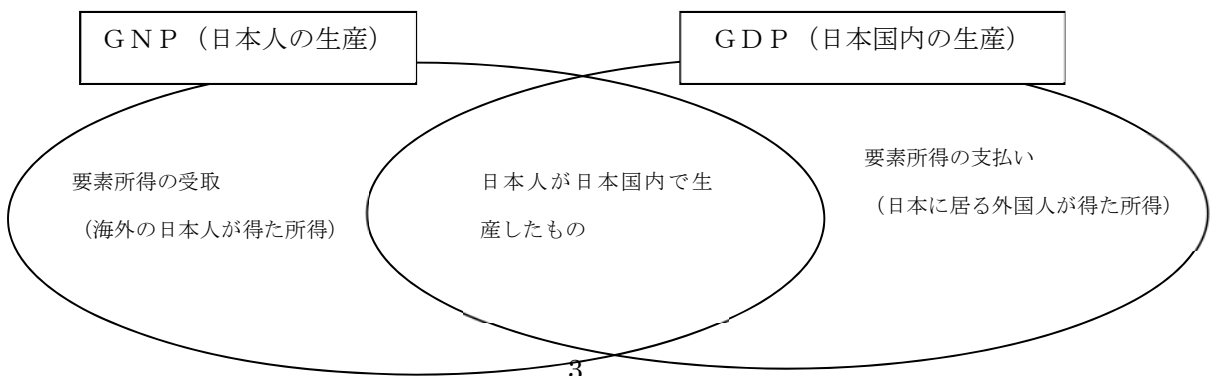 GNP（日本人の生産）
GDP（日本国内の生産）
要素所得の受取
（海外の日本人が得た所得）
日本人が日本国内で生
産したもの
要素所得の支払い
（日本に居る外国人が得た所得）
3